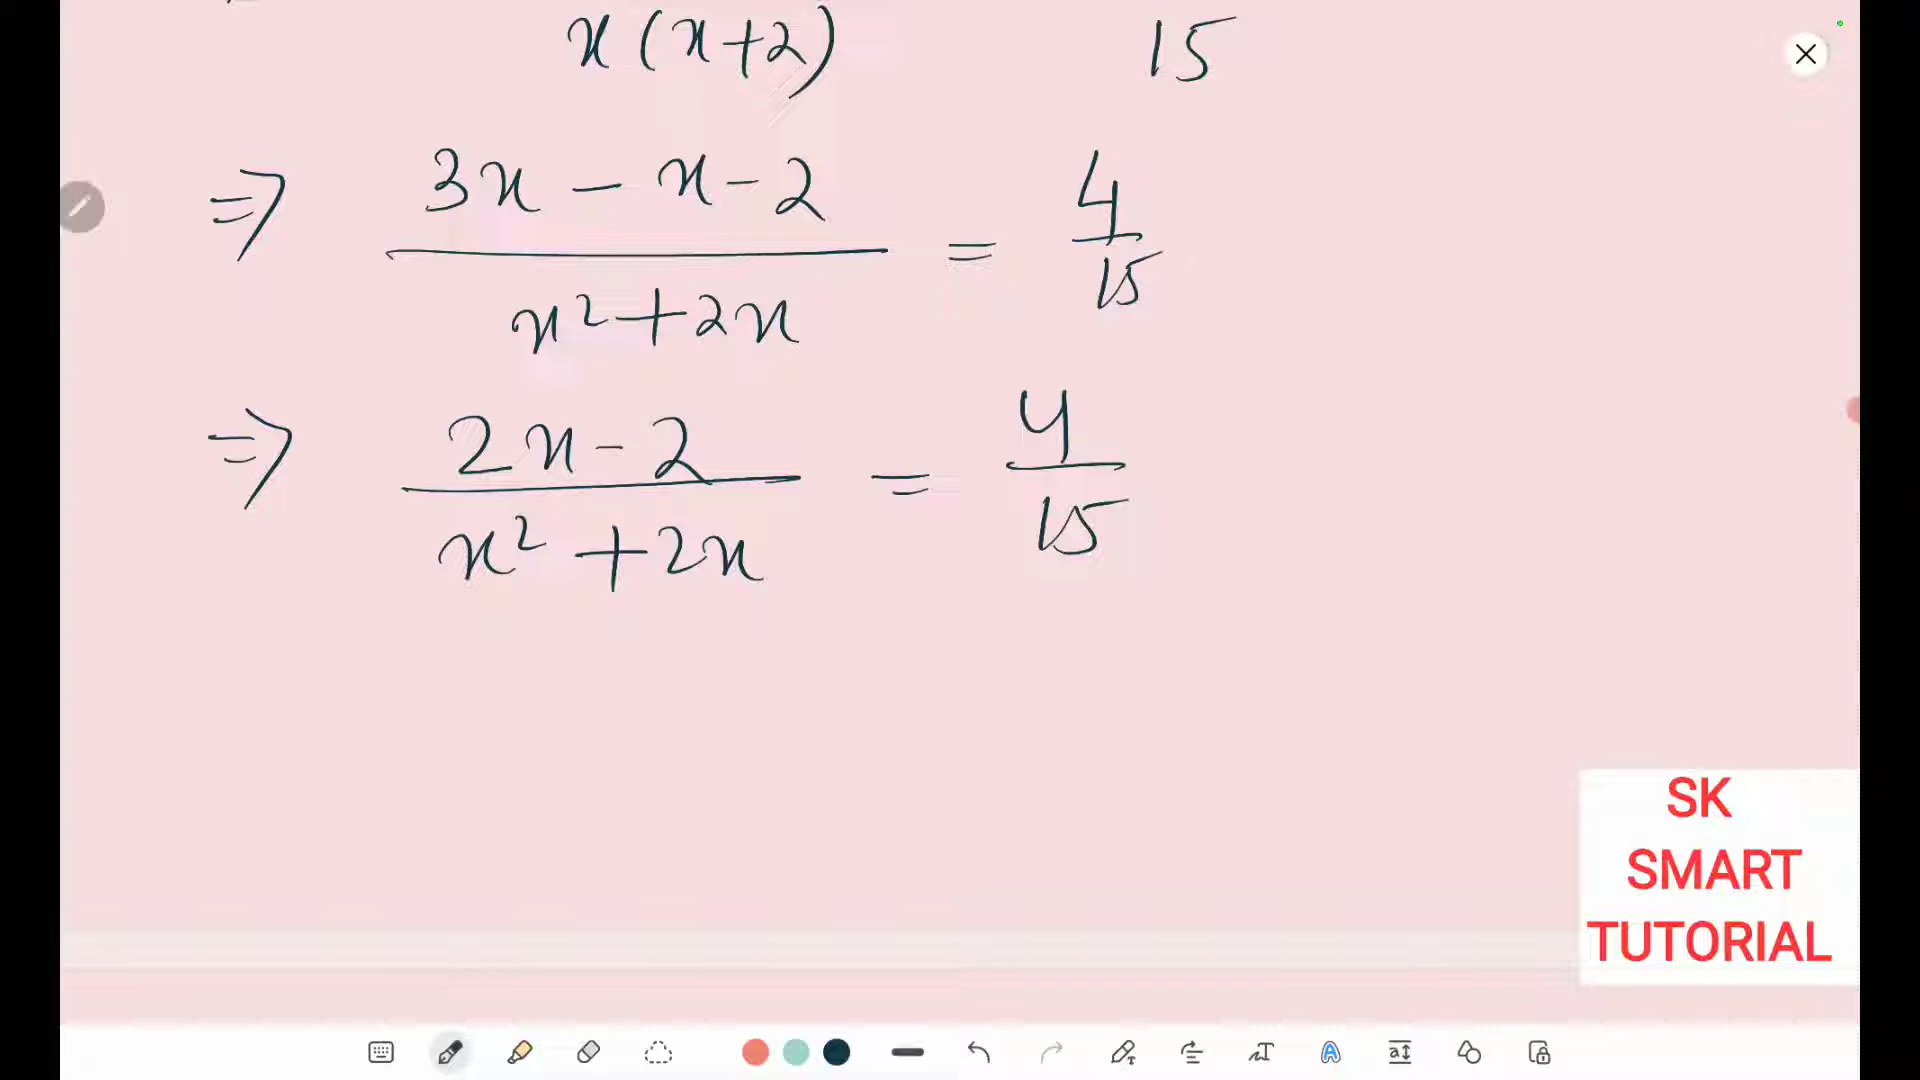 x(x+2) 15
⇒ 3x - x - 2 / x² + 2x = 4/15
⇒ 2x - 2 / x² + 2x = 4/15
SK
SMART
TUTORIAL